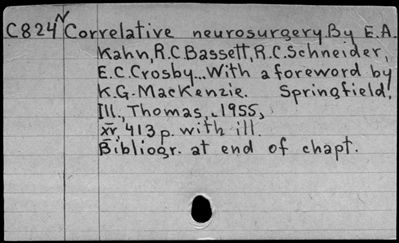 C824 Correlative neurosurgery. By E.A.
Kahn, R.C. Bassett, R.C. Schneider,
E.C. Crosby... With a foreword by
K.G. MacKenzie. Springfield,
Ill., Thomas, 1955,
xv, 413 p. with ill.
Bibliogr. at end of chapt.